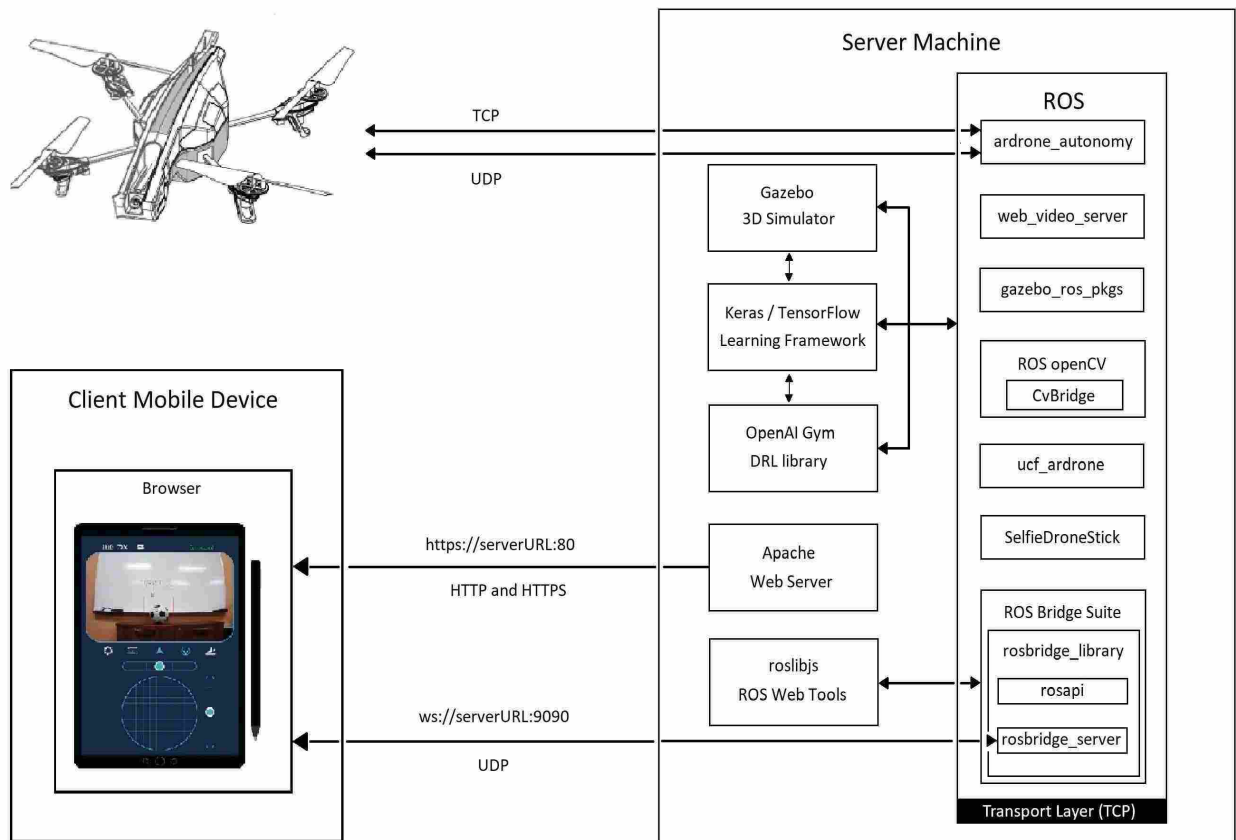 Server Machine
ROS
TCP
ardrone_autonomy
UDP
Gazebo
3D Simulator
web_video_server
gazebo_ros_pkgs
Keras / TensorFlow
Learning Framework
ROS openCV
CvBridge
Client Mobile Device
OpenAI Gym
DRL library
ucf_ardrone
Browser
SelfieDroneStick
https://serverURL:80
HTTP and HTTPS
Apache
Web Server
ROS Bridge Suite
rosbridge_library
rosapi
rosbridge_server
roslibjs
ROS Web Tools
ws://serverURL:9090
UDP
Transport Layer (TCP)